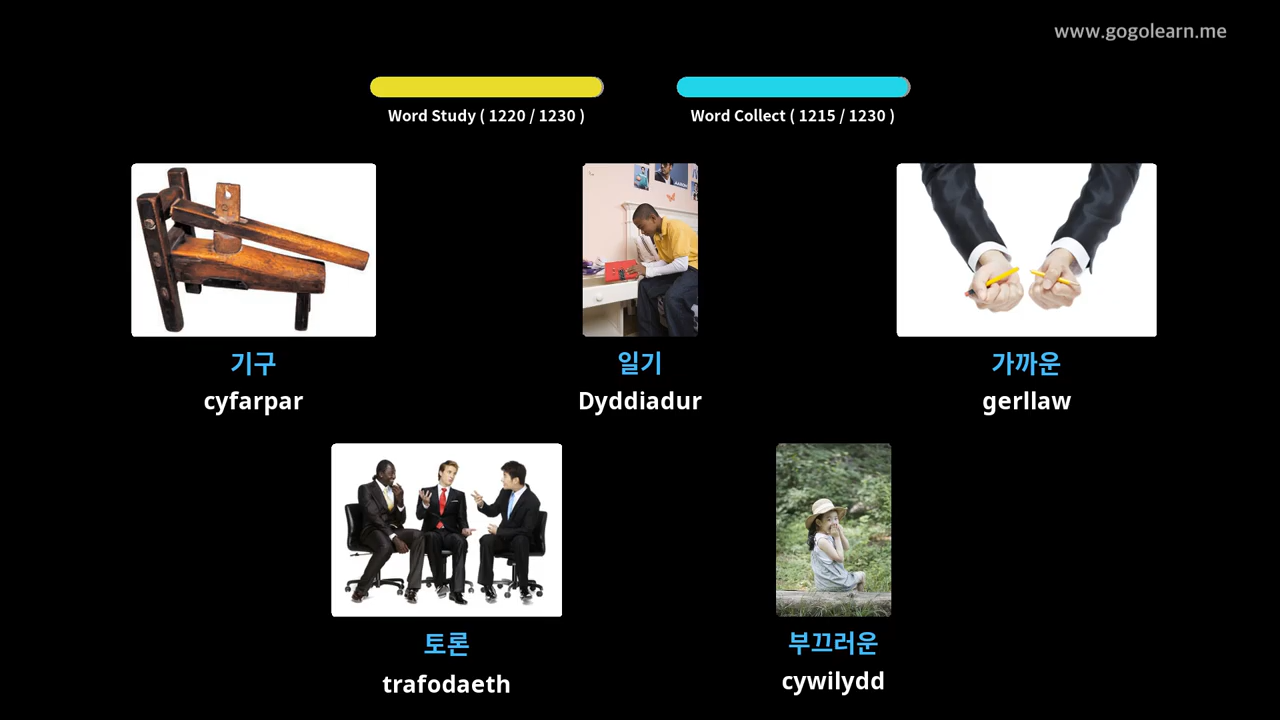 www.gogolearn.me
Word Study ( 1220 / 1230 )
Word Collect ( 1215 / 1230 )
기구
cyfarpar
일기
Dyddiadur
가까운
gerllaw
토론
trafodaeth
부끄러운
cywilydd